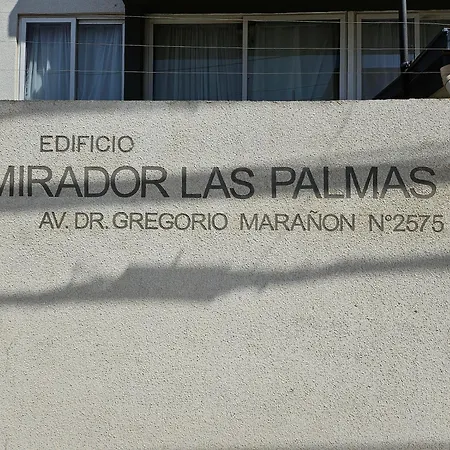 EDIFICIO
MIRADOR LAS PALMAS
AV. DR. GREGORIO MARAÑON N°2575